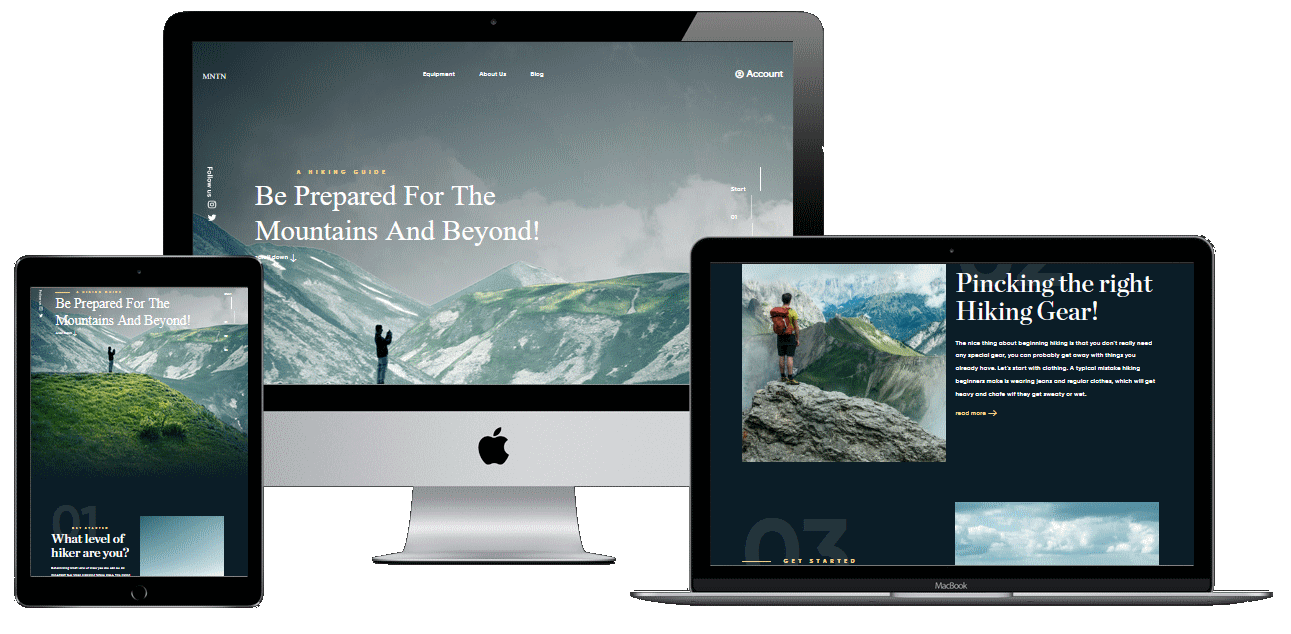 MNTN
Equipment
About Us
Blog
Account
Follow us
A HIKING GUIDE
Be Prepared For The
Mountains And Beyond!
down
Start
01
A HIKING GUIDE
Be Prepared For The
Mountains And Beyond!
01
GET STARTED
What level of
hiker are you?
02
Pincking the right
Hiking Gear!
The nice thing about beginning hiking is that you don't really need
any special gear, you can probably get away with things you
already have. Let's start with clothing. A typical mistake hiking
beginners make is wearing jeans and regular clothes, which will get
heavy and chafe wif they get sweaty or wet.
read more
03
GET STARTED
MacBook